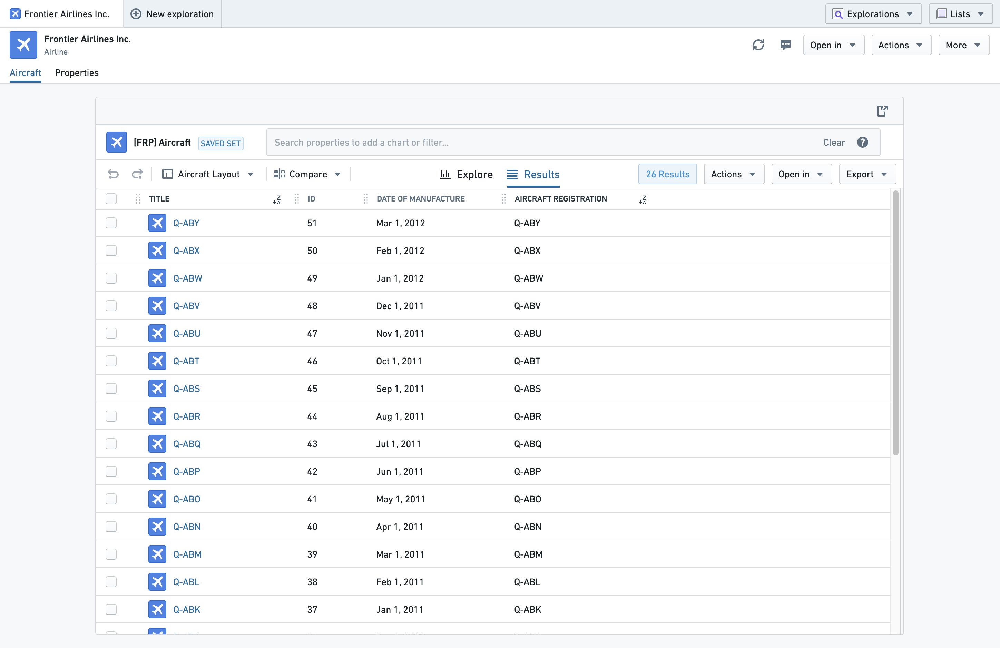 Frontier Airlines Inc.
New exploration
Explorations
Lists
Frontier Airlines Inc.
Airline
Open in
Actions
More
Aircraft
Properties
[FRP] Aircraft
SAVED SET
Search properties to add a chart or filter...
Clear
Aircraft Layout
Compare
Explore
Results
26 Results
Actions
Open in
Export
TITLE ID DATE OF MANUFACTURE AIRCRAFT REGISTRATION
Q-ABY 51 Mar 1, 2012 Q-ABY
Q-ABX 50 Feb 1, 2012 Q-ABX
Q-ABW 49 Jan 1, 2012 Q-ABW
Q-ABV 48 Dec 1, 2011 Q-ABV
Q-ABU 47 Nov 1, 2011 Q-ABU
Q-ABT 46 Oct 1, 2011 Q-ABT
Q-ABS 45 Sep 1, 2011 Q-ABS
Q-ABR 44 Aug 1, 2011 Q-ABR
Q-ABQ 43 Jul 1, 2011 Q-ABQ
Q-ABP 42 Jun 1, 2011 Q-ABP
Q-ABO 41 May 1, 2011 Q-ABO
Q-ABN 40 Apr 1, 2011 Q-ABN
Q-ABM 39 Mar 1, 2011 Q-ABM
Q-ABL 38 Feb 1, 2011 Q-ABL
Q-ABK 37 Jan 1, 2011 Q-ABK